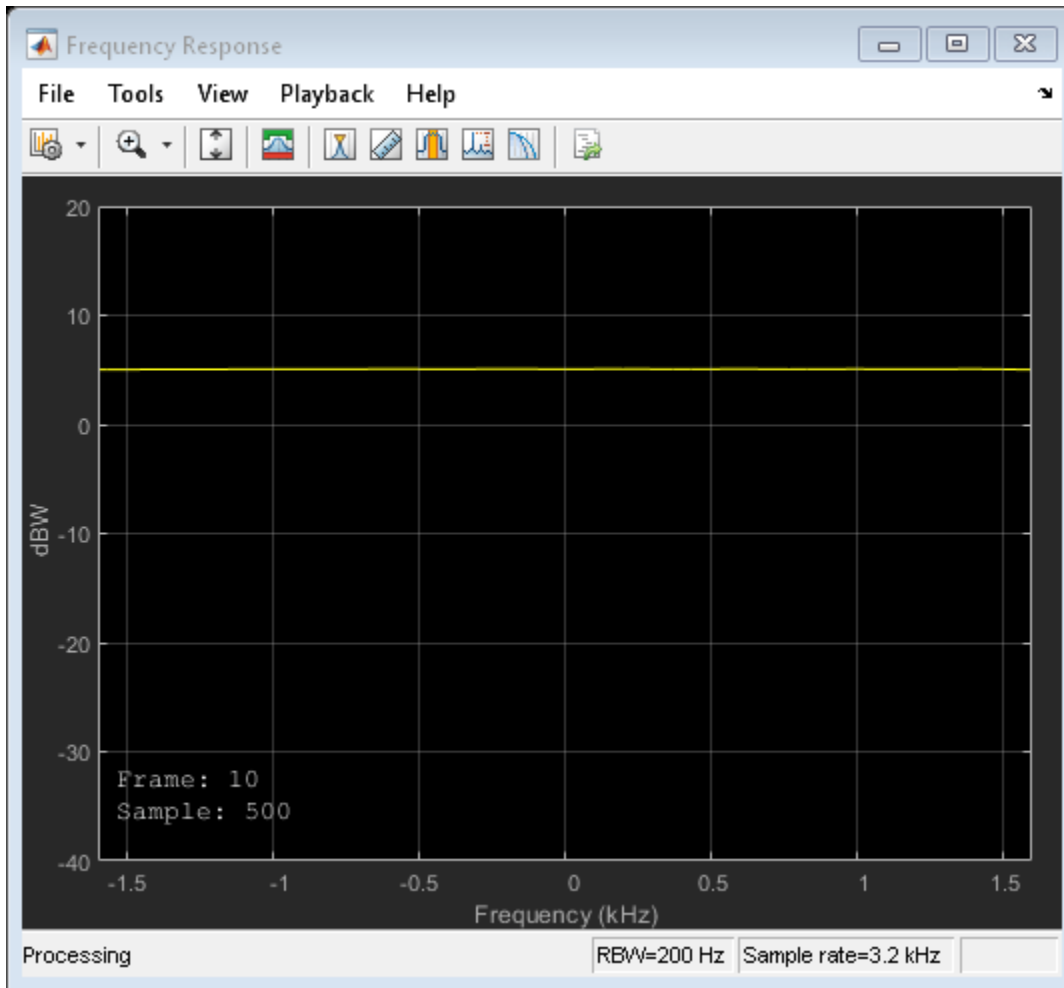 Frequency Response
File Tools View Playback Help
20
10
0
-10
-20
-30
-40
dBW
Frame: 10
Sample: 500
-1.5 -1 -0.5 0 0.5 1 1.5
Frequency (kHz)
Processing RBW=200 Hz Sample rate=3.2 kHz